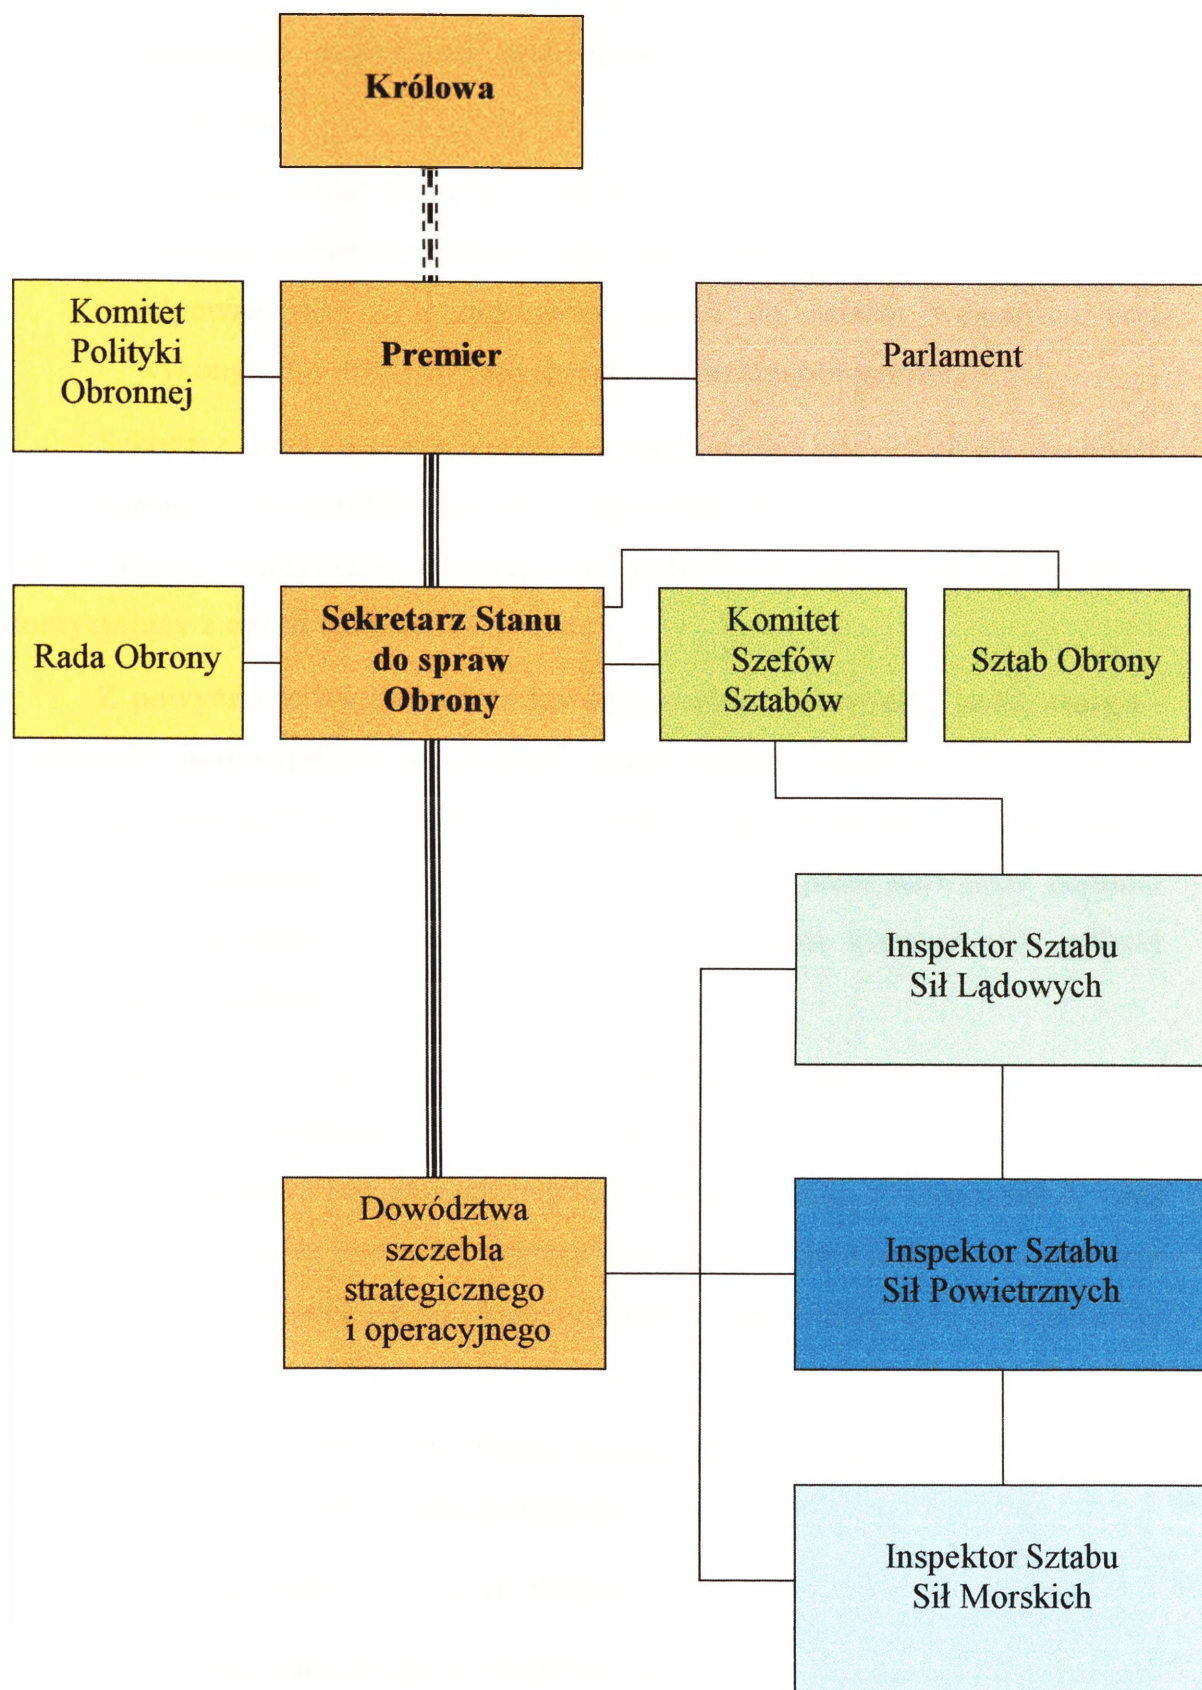 Królowa
Komitet
Polityki
Obronnej
Premier
Parlament
Rada Obrony
Sekretarz Stanu
do spraw
Obrony
Komitet
Szefów
Sztabów
Sztab Obrony
Inspektor Sztabu
Sił Lądowych
Dowództwa
szczebla
strategicznego
i operacyjnego
Inspektor Sztabu
Sił Powietrznych
Inspektor Sztabu
Sił Morskich